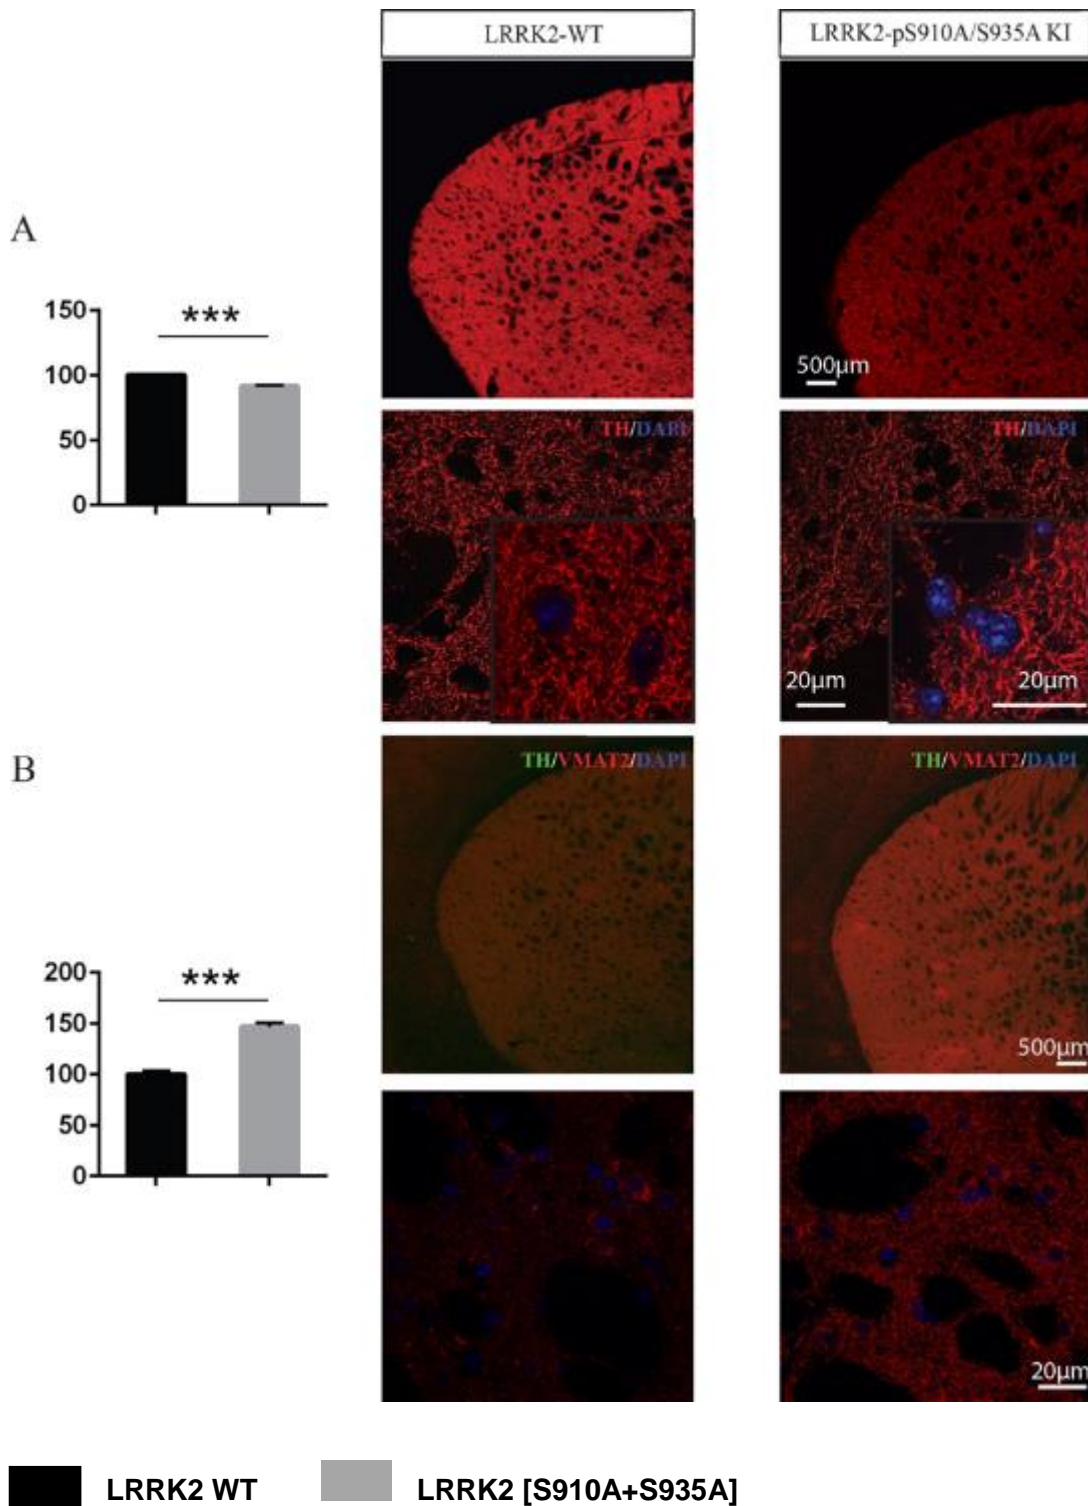 LRRK2-WT
LRRK2-pS910A/S935A KI
A
150
***
100
50
0
500µm
TH/DAPI
TH/DAPI
20µm
20µm
B
TH/VMAT2/DAPI
TH/VMAT2/DAPI
200
***
150
100
50
0
500µm
20µm
LRRK2 WT
LRRK2 [S910A+S935A]